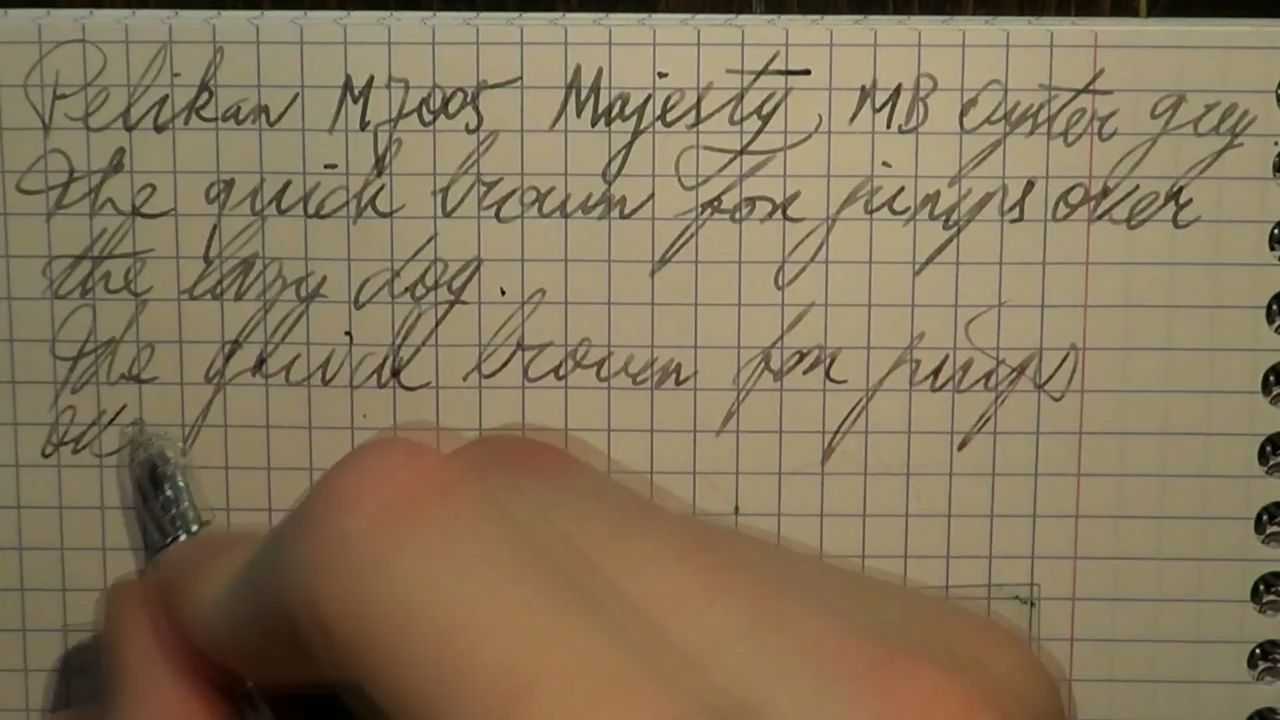 Pelikan M7005 Majesty, MB Oyster grey
The quick brown fox jumps over
the lazy dog.
The quick brown fox jumps
ov